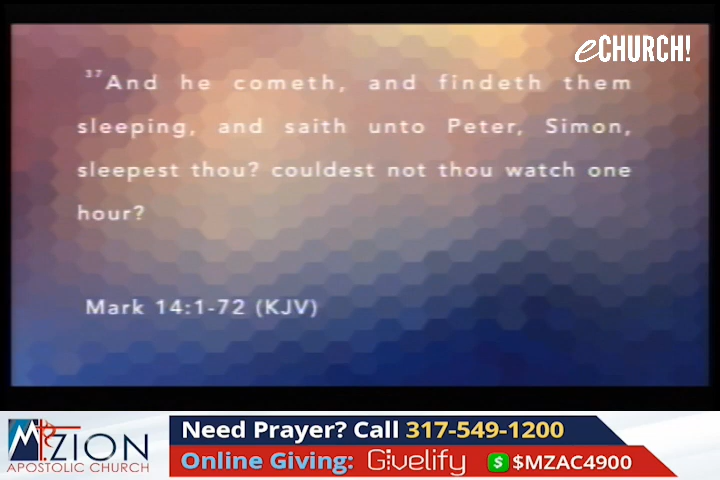 eCHURCH!
37 And he cometh, and findeth them
sleeping, and saith unto Peter, Simon,
sleepest thou? couldest not thou watch one
hour?
Mark 14:1-72 (KJV)
Mt. ZION
APOSTOLIC CHURCH
Need Prayer? Call 317-549-1200
Online Giving: Givelify $ $MZAC4900